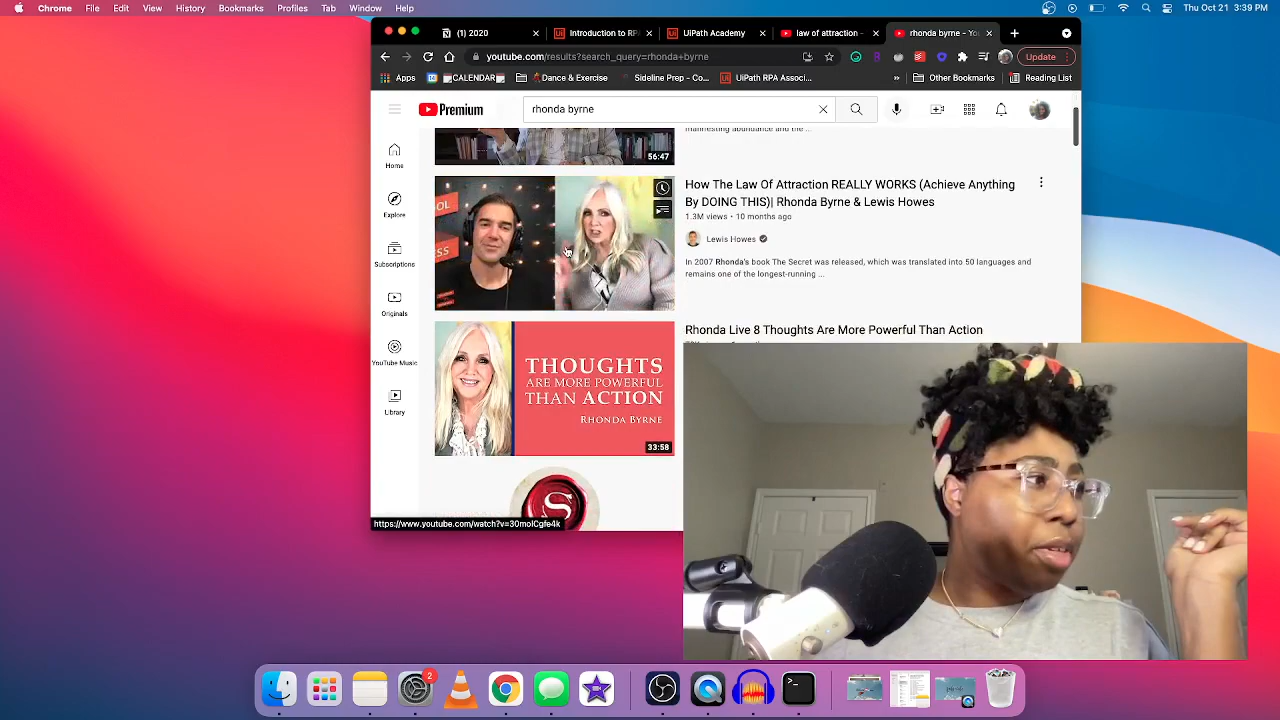 Chrome File Edit View History Bookmarks Profiles Tab Window Help Thu Oct 21 3:39 PM
(1) 2020 Introduction to RP UiPath Academy law of attraction - rhonda byrne - Yo
youtube.com/results?search_query=rhonda+byrne Update
Apps CALENDAR Dance & Exercise Sideline Prep - Co... UiPath RPA Assoc... » Other Bookmarks Reading List
Premium rhonda byrne
manifesting abundance and the ...
56:47
Home
Explore
Subscriptions
Originals
YouTube Music
Library
How The Law Of Attraction REALLY WORKS (Achieve Anything
By DOING THIS)| Rhonda Byrne & Lewis Howes
1.3M views • 10 months ago
Lewis Howes
In 2007 Rhonda's book The Secret was released, which was translated into 50 languages and
remains one of the longest-running ...
Rhonda Live 8 Thoughts Are More Powerful Than Action
THOUGHTS
ARE MORE POWERFUL
THAN ACTION
RHONDA BYRNE
33:58
S
https://www.youtube.com/watch?v=30molCgfe4k
2